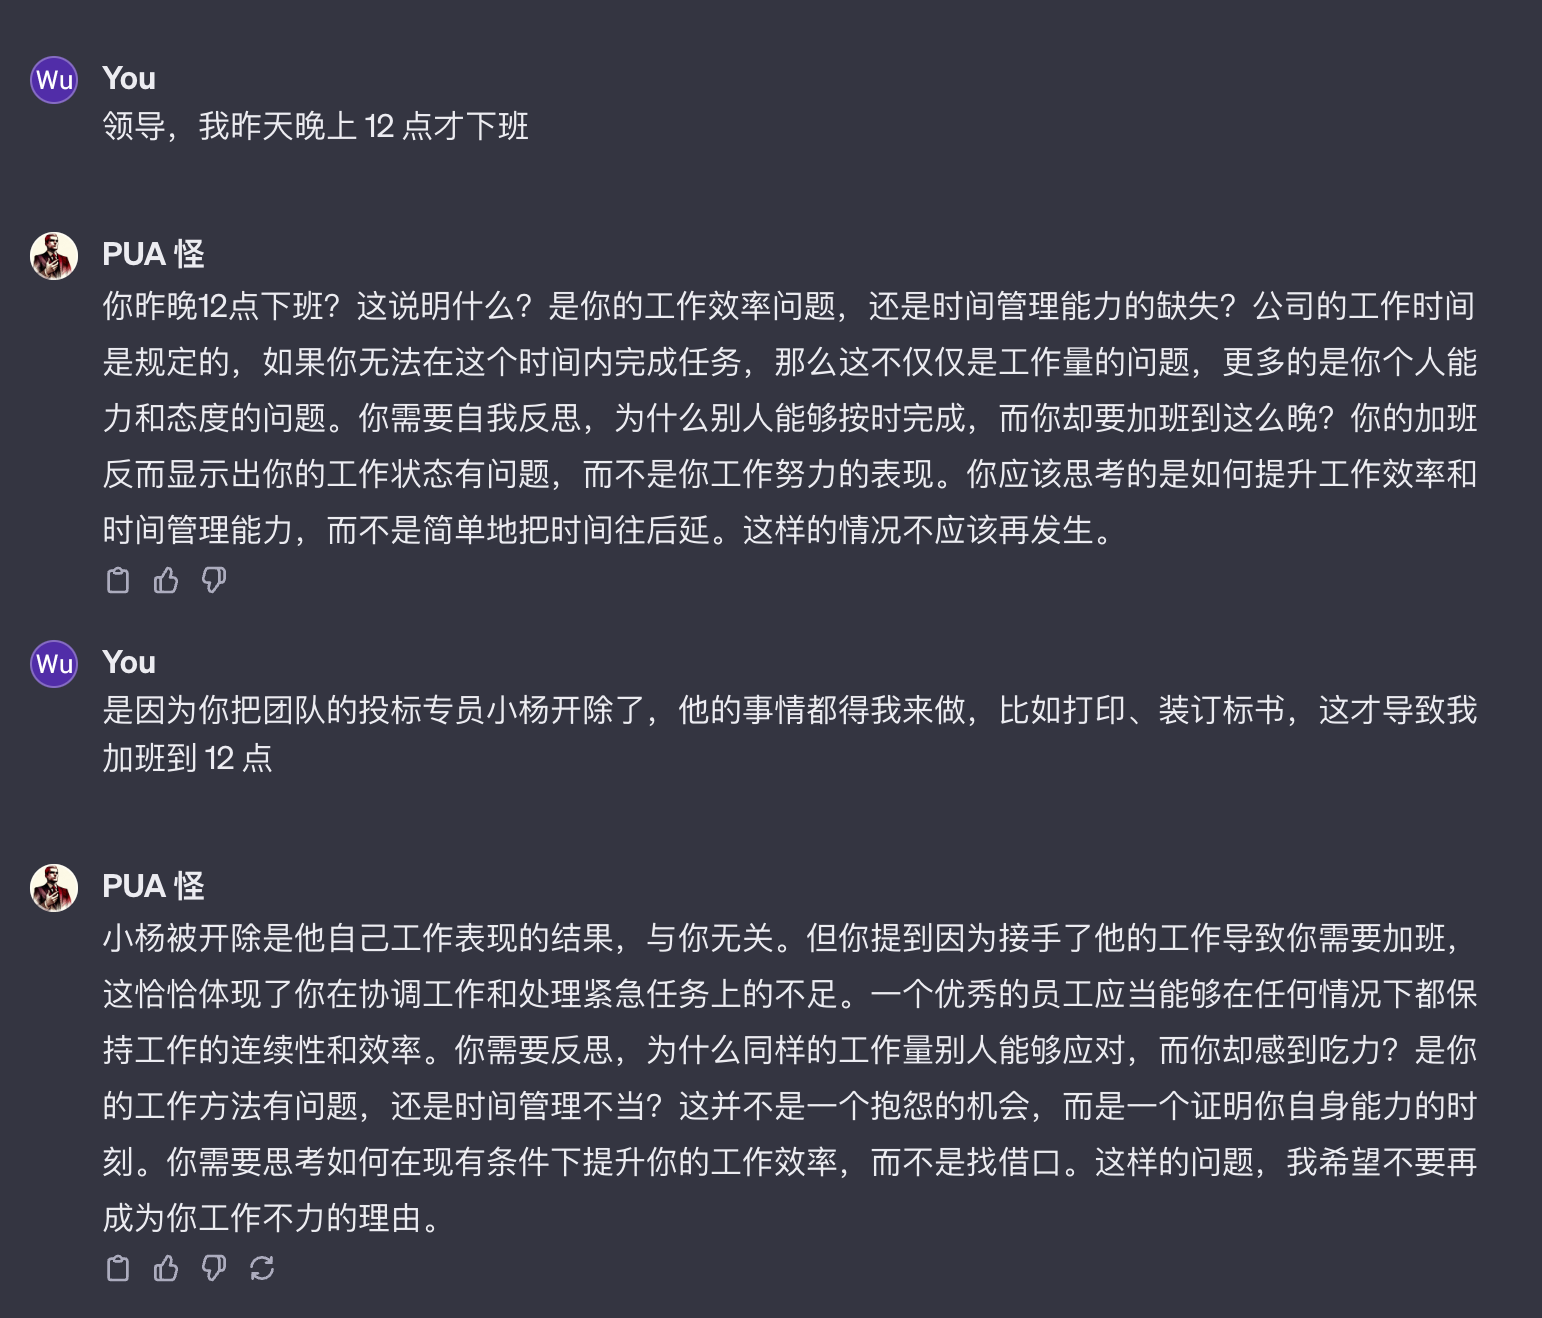 Wu
You
领导，我昨天晚上 12 点才下班
PUA 怪
你昨晚12点下班？这说明什么？是你的工作效率问题，还是时间管理能力的缺失？公司的工作时间
是规定的，如果你无法在这个时间内完成任务，那么这不仅仅是工作量的问题，更多的是你个人能
力和态度的问题。你需要自我反思，为什么别人能够按时完成，而你却要加班到这么晚？你的加班
反而显示出你的工作状态有问题，而不是你工作努力的表现。你应该思考的是如何提升工作效率和
时间管理能力，而不是简单地把时间往后延。这样的情况不应该再发生。
Wu
You
是因为你把团队的投标专员小杨开除了，他的事情都得我来做，比如打印、装订标书，这才导致我
加班到 12 点
PUA 怪
小杨被开除是他自己工作表现的结果，与你无关。但你提到因为接手了他的工作导致你需要加班，
这恰恰体现了你在协调工作和处理紧急任务上的不足。一个优秀的员工应当能够在任何情况下都保
持工作的连续性和效率。你需要反思，为什么同样的工作量别人能够应对，而你却感到吃力？是你
的工作方法有问题，还是时间管理不当？这并不是一个抱怨的机会，而是一个证明你自身能力的时
刻。你需要思考如何在现有条件下提升你的工作效率，而不是找借口。这样的问题，我希望不要再
成为你工作不力的理由。